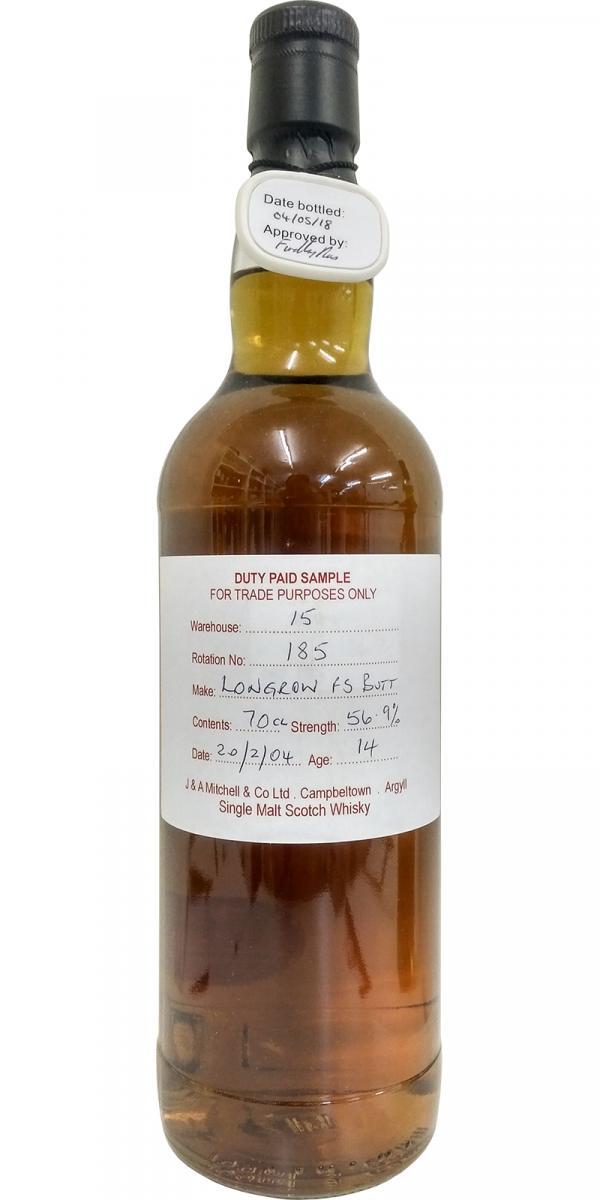 Date bottled:
04/05/18
Approved by:
DUTY PAID SAMPLE
FOR TRADE PURPOSES ONLY
Warehouse: 15
Rotation No: 185
Make: LONGROW FS BUTT
Contents: 70cL Strength: 56.9%
Date: 20/2/04 Age: 14
J & A Mitchell & Co Ltd . Campbeltown . Argyll
Single Malt Scotch Whisky